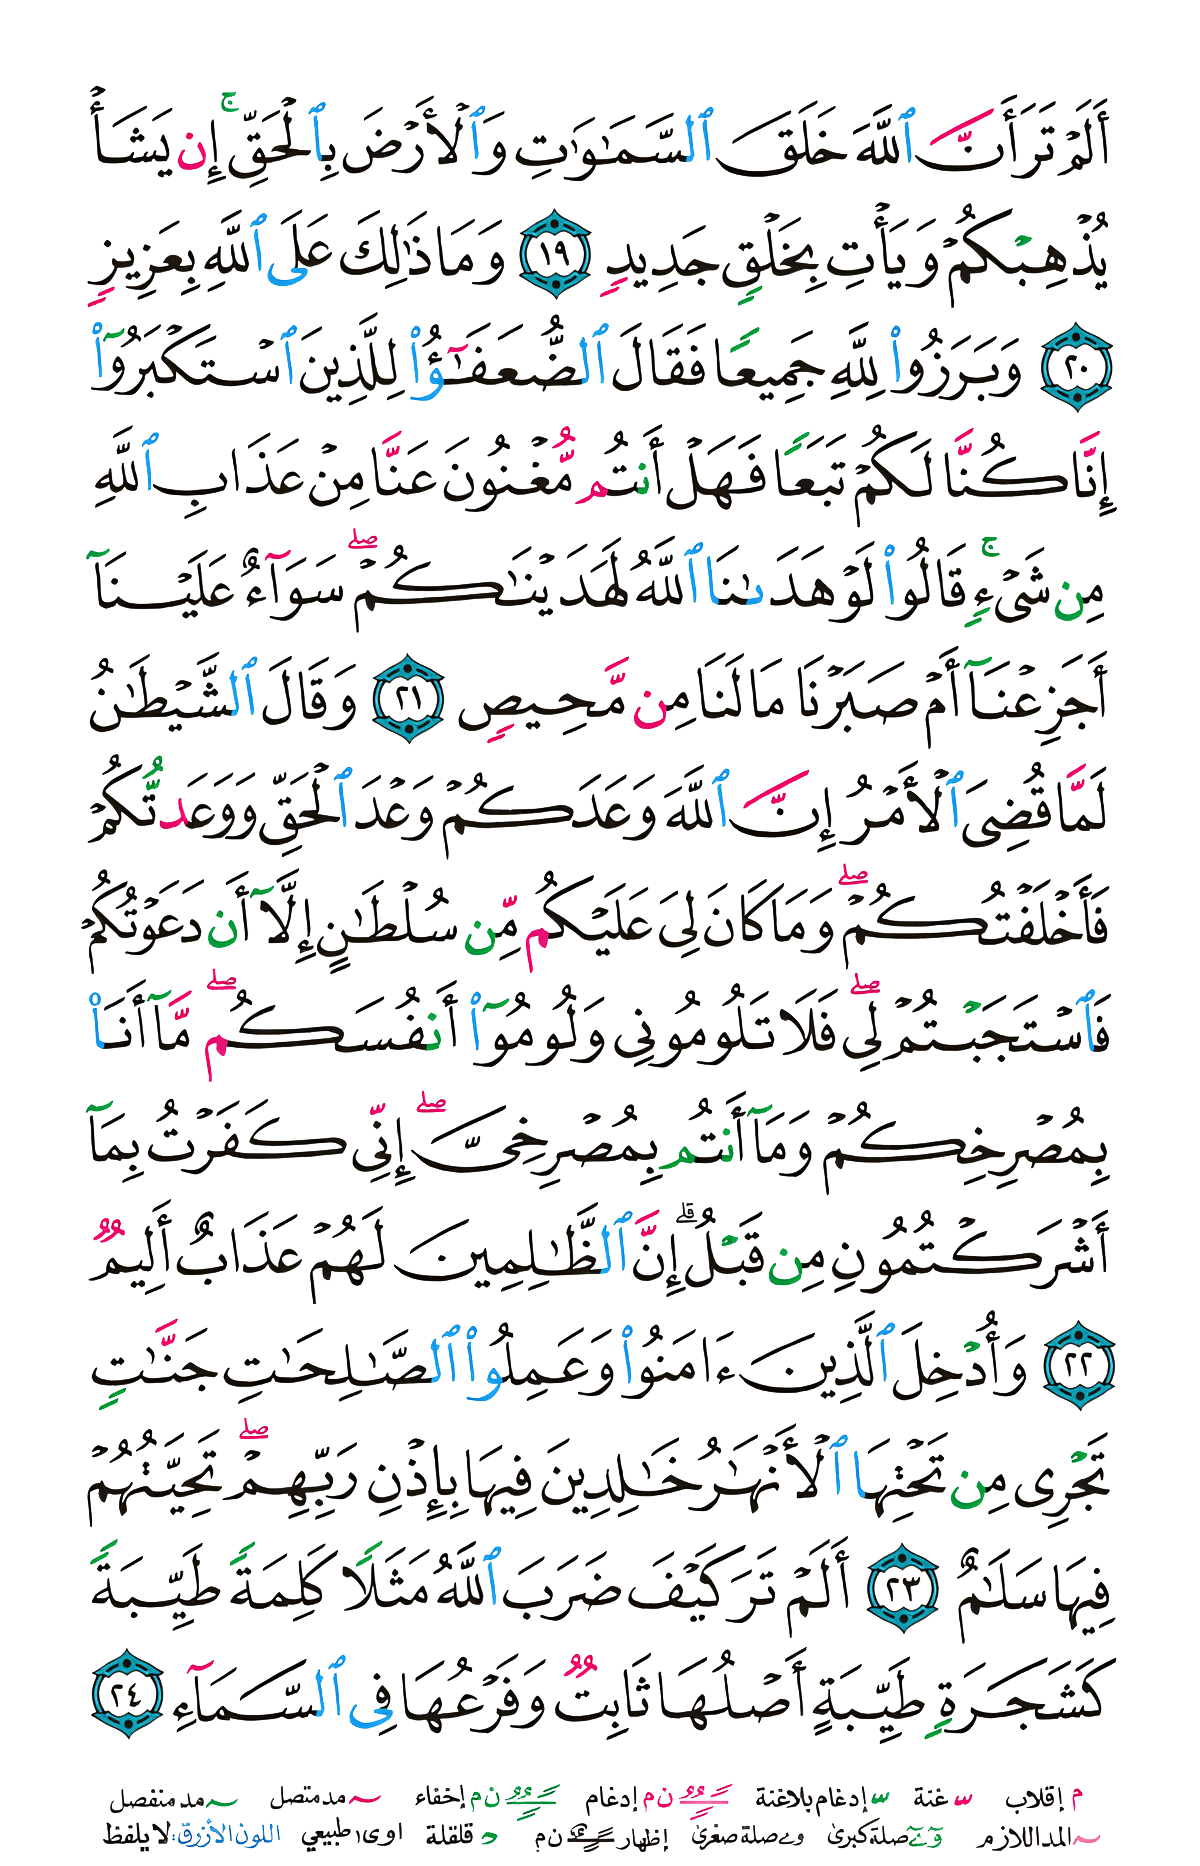 أَلَمْ تَرَ أَنَّ ٱللَّهَ خَلَقَ ٱلسَّمَـٰوَٰتِ وَٱلْأَرْضَ بِٱلْحَقِّ ۚ إِن يَشَأْ
يُذْهِبْكُمْ وَيَأْتِ بِخَلْقٍ جَدِيدٍ ١٩ وَمَا ذَٰلِكَ عَلَى ٱللَّهِ بِعَزِيزٍ
٢٠ وَبَرَزُوا۟ لِلَّهِ جَمِيعًا فَقَالَ ٱلضُّعَفَـٰٓؤُا۟ لِلَّذِينَ ٱسْتَكْبَرُوٓا۟
إِنَّا كُنَّا لَكُمْ تَبَعًا فَهَلْ أَنتُم مُّغْنُونَ عَنَّا مِنْ عَذَابِ ٱللَّهِ
مِن شَىْءٍ ۚ قَالُوا۟ لَوْ هَدَىٰنَا ٱللَّهُ لَهَدَيْنَـٰكُمْ ۖ سَوَآءٌ عَلَيْنَآ
أَجَزِعْنَآ أَمْ صَبَرْنَا مَا لَنَا مِن مَّحِيصٍ ٢١ وَقَالَ ٱلشَّيْطَـٰنُ
لَمَّا قُضِىَ ٱلْأَمْرُ إِنَّ ٱللَّهَ وَعَدَكُمْ وَعْدَ ٱلْحَقِّ وَوَعَدتُّكُمْ
فَأَخْلَفْتُكُمْ ۖ وَمَا كَانَ لِىَ عَلَيْكُم مِّن سُلْطَـٰنٍ إِلَّآ أَن دَعَوْتُكُمْ
فَٱسْتَجَبْتُمْ لِى ۖ فَلَا تَلُومُونِى وَلُومُوٓا۟ أَنفُسَكُم ۖ مَّآ أَنَا۠
بِمُصْرِخِكُمْ وَمَآ أَنتُم بِمُصْرِخِىَّ ۖ إِنِّى كَفَرْتُ بِمَآ
أَشْرَكْتُمُونِ مِن قَبْلُ ۗ إِنَّ ٱلظَّـٰلِمِينَ لَهُمْ عَذَابٌ أَلِيمٌ
٢٢ وَأُدْخِلَ ٱلَّذِينَ ءَامَنُوا۟ وَعَمِلُوا۟ ٱلصَّـٰلِحَـٰتِ جَنَّـٰتٍ
تَجْرِى مِن تَحْتِهَا ٱلْأَنْهَـٰرُ خَـٰلِدِينَ فِيهَا بِإِذْنِ رَبِّهِمْ ۖ تَحِيَّتُهُمْ
فِيهَا سَلَـٰمٌ ٢٣ أَلَمْ تَرَ كَيْفَ ضَرَبَ ٱللَّهُ مَثَلًا كَلِمَةً طَيِّبَةً
كَشَجَرَةٍ طَيِّبَةٍ أَصْلُهَا ثَابِتٌ وَفَرْعُهَا فِى ٱلسَّمَآءِ ٢٤
م إقلاب غنة إدغام بلاغنة ن م إدغام ن م إخفاء مد متصل مد منفصل
المد اللازم و ے صلة كبرى و ے صلة صغرى إظهار ن م قلقلة ا و ى طبيعي اللون الأزرق: لا يلفظ